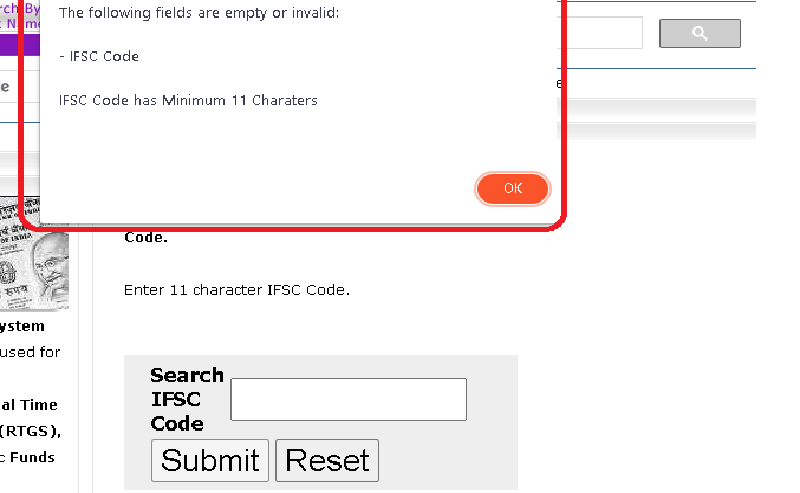 rch By
The following fields are empty or invalid:
- IFSC Code
IFSC Code has Minimum 11 Charaters
OK
Code.
Enter 11 character IFSC Code.
ystem
used for
al Time
(RTGS),
c Funds
Search
IFSC
Code
Submit Reset